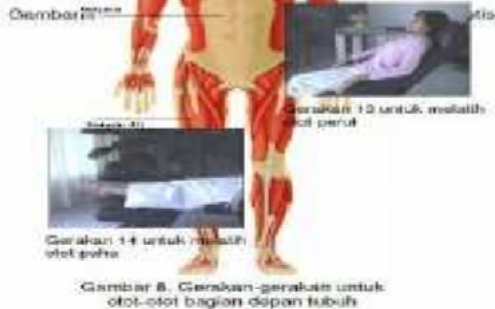 Gambar
tis
Gerakan 13 untuk melatih
otot perut
Gerakan 14 untuk melatih
otot paha
Gambar 8. Gerakan-gerakan untuk
otot-otot bagian depan tubuh